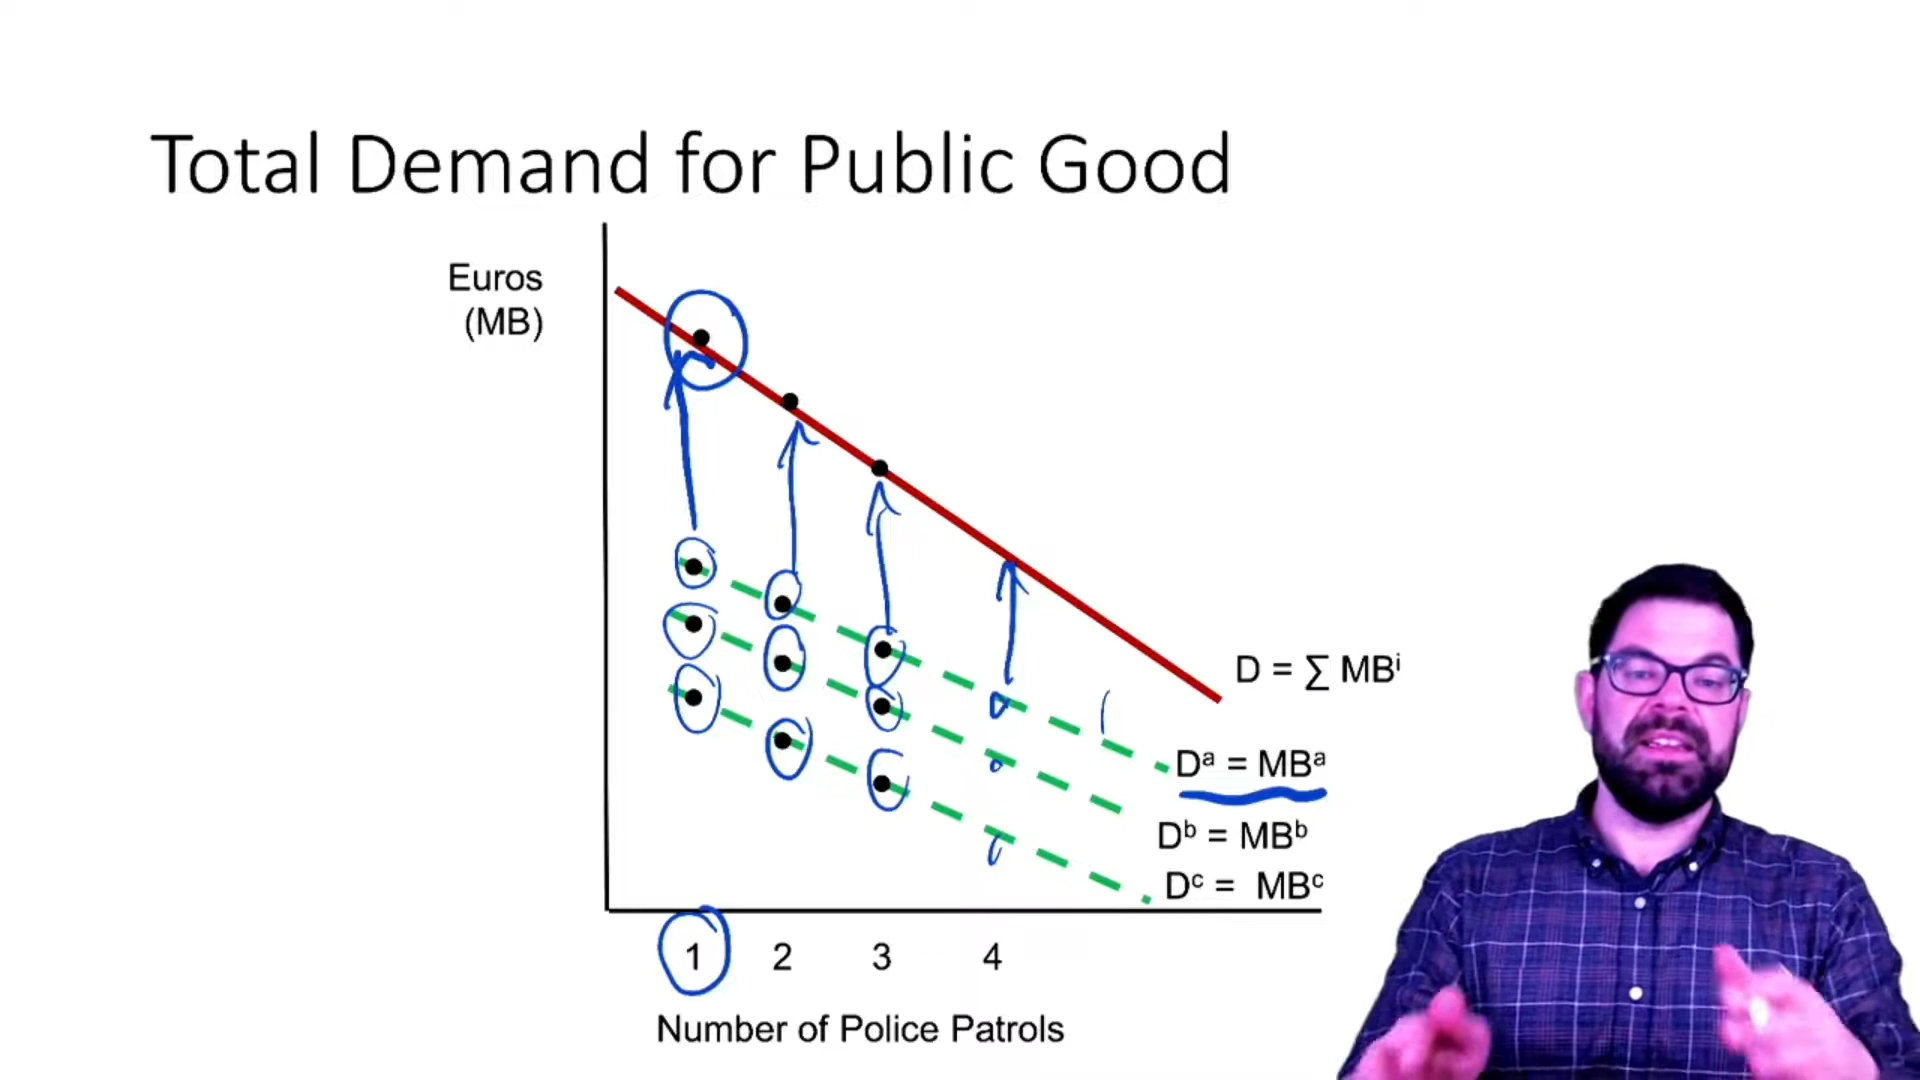 Total Demand for Public Good
Euros
(MB)
D = ∑ MBⁱ
Dᵃ = MBᵃ
Dᵇ = MBᵇ
Dᶜ = MBᶜ
1 2 3 4
Number of Police Patrols